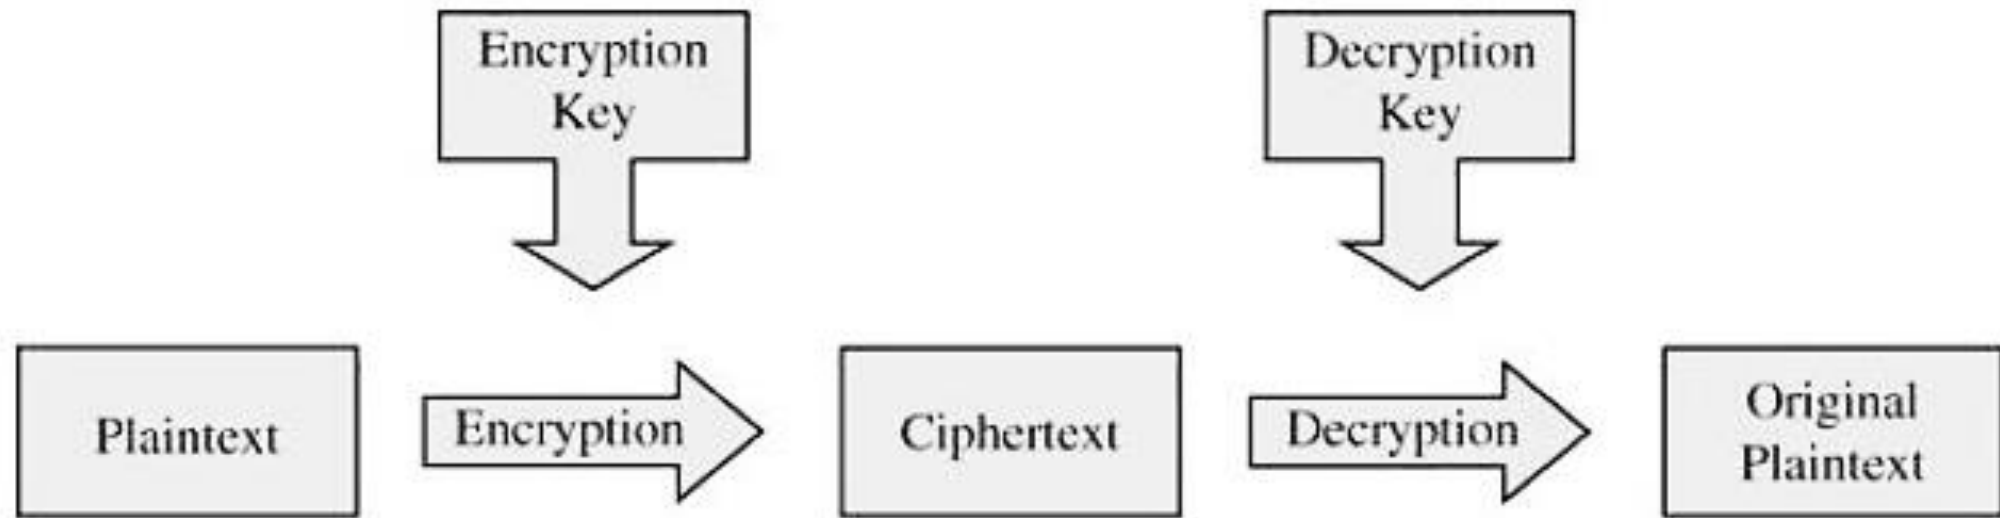 Encryption
Key
Decryption
Key
Plaintext
Encryption
Ciphertext
Decryption
Original
Plaintext